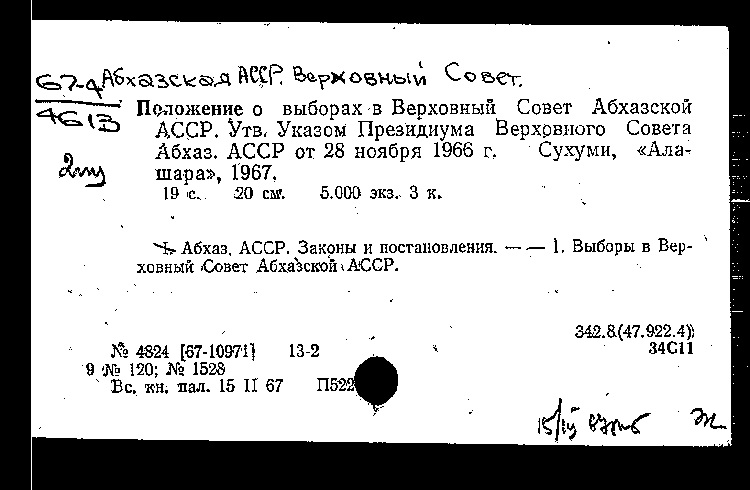 67-4 Абхазская АССР. Верховный Совет.
4613
Положение о выборах в Верховный Совет Абхазской
АССР. Утв. Указом Президиума Верховного Совета
Абхаз. АССР от 28 ноября 1966 г. Сухуми, «Ала-
шара», 1967.
19 с. 20 см. 5.000 экз. 3 к.
I. Абхаз. АССР. Законы и постановления. — — 1. Выборы в Вер-
ховный Совет Абхазской АССР.
342.8(47.922.4)
34С11
№ 4824 [67-10971] 13-2
9 № 120; № 1528
Вс. кн. пал. 15 II 67 П522
15/IV